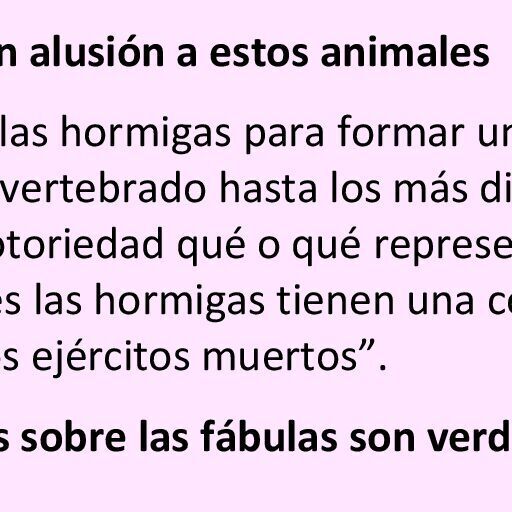 n alusión a estos animales
las hormigas para formar un
vertebrado hasta los más di
otoriedad qué o qué represe
es las hormigas tienen una c
s ejércitos muertos”.
s sobre las fábulas son verd